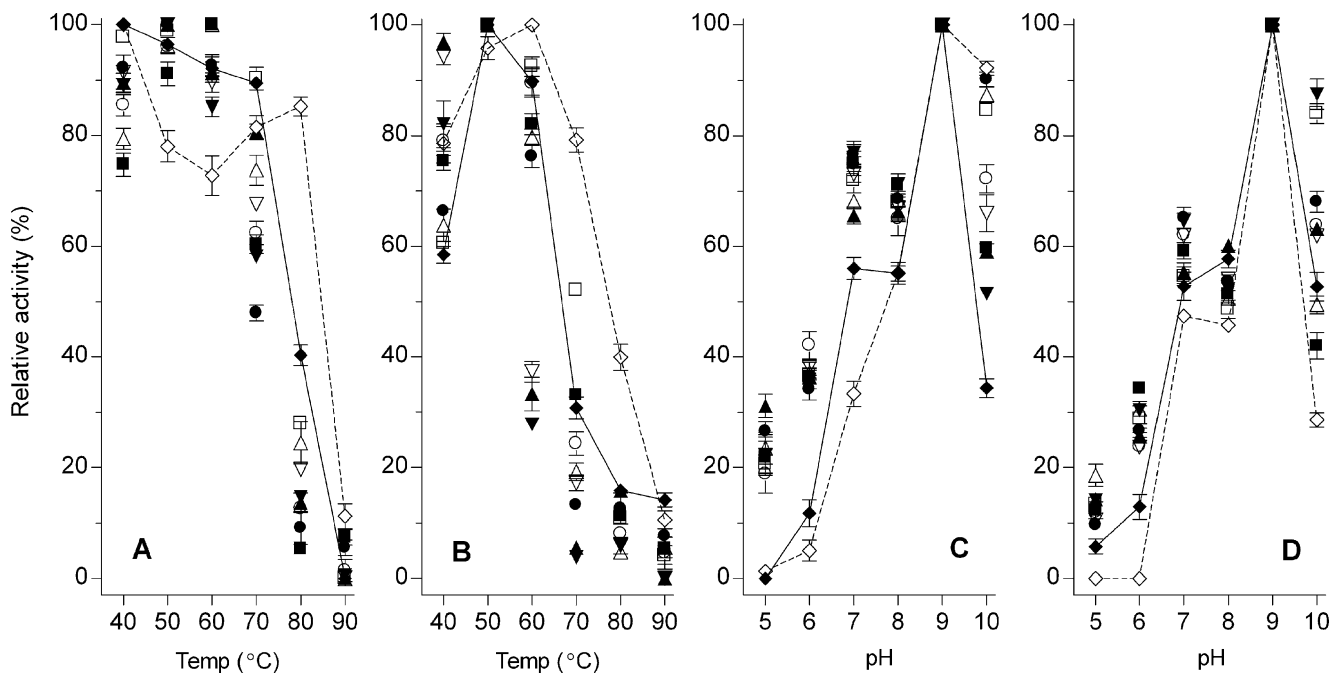 100 100 100 100
80 80 80 80
60 60 60 60
40 40 40 40
20 20 20 20
0 0 0 0
Relative activity (%)
A B C D
40 50 60 70 80 90 40 50 60 70 80 90 5 6 7 8 9 10 5 6 7 8 9 10
Temp (°C) Temp (°C) pH pH